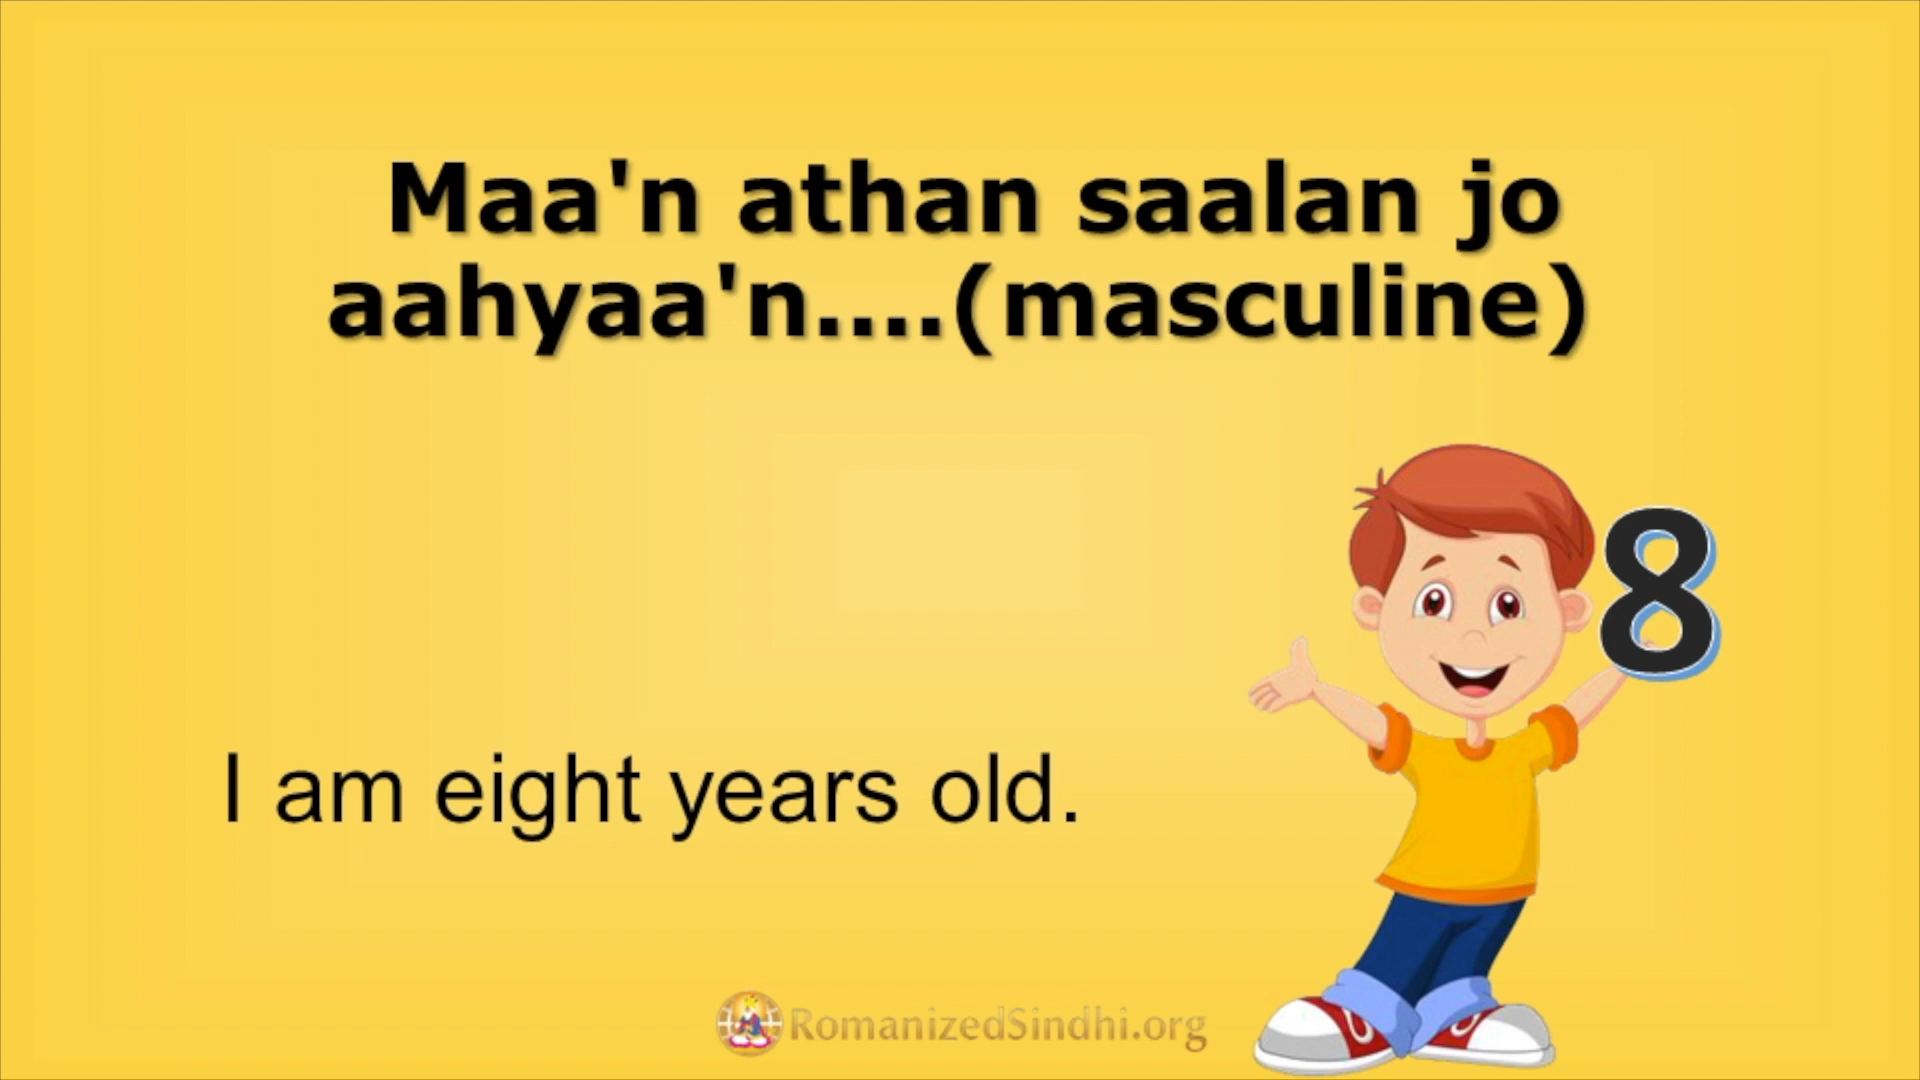 Maa'n athan saalan jo
aahyaa'n....(masculine)
8
I am eight years old.
RomanizedSindhi.org